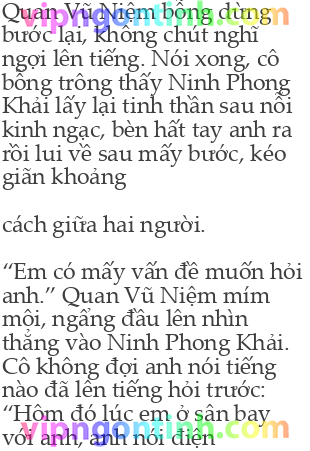 Quan Vũ Niệm bỗng dừng
vipngontinh.com
bước lại, không chút nghĩ
ngợi lên tiếng. Nói xong, cô
bỗng trông thấy Ninh Phong
Khải lấy lại tinh thần sau nỗi
kinh ngạc, bèn hất tay anh ra
rồi lui về sau mấy bước, kéo
giãn khoảng
cách giữa hai người.
“Em có mấy vấn đề muốn hỏi
anh.” Quan Vũ Niệm mím
môi, ngẩng đầu lên nhìn
thẳng vào Ninh Phong Khải.
Cô không đợi anh nói tiếng
nào đã lên tiếng hỏi trước:
“Hôm đó lúc em ở sân bay
vipngontinh.com
với anh, anh nói điện